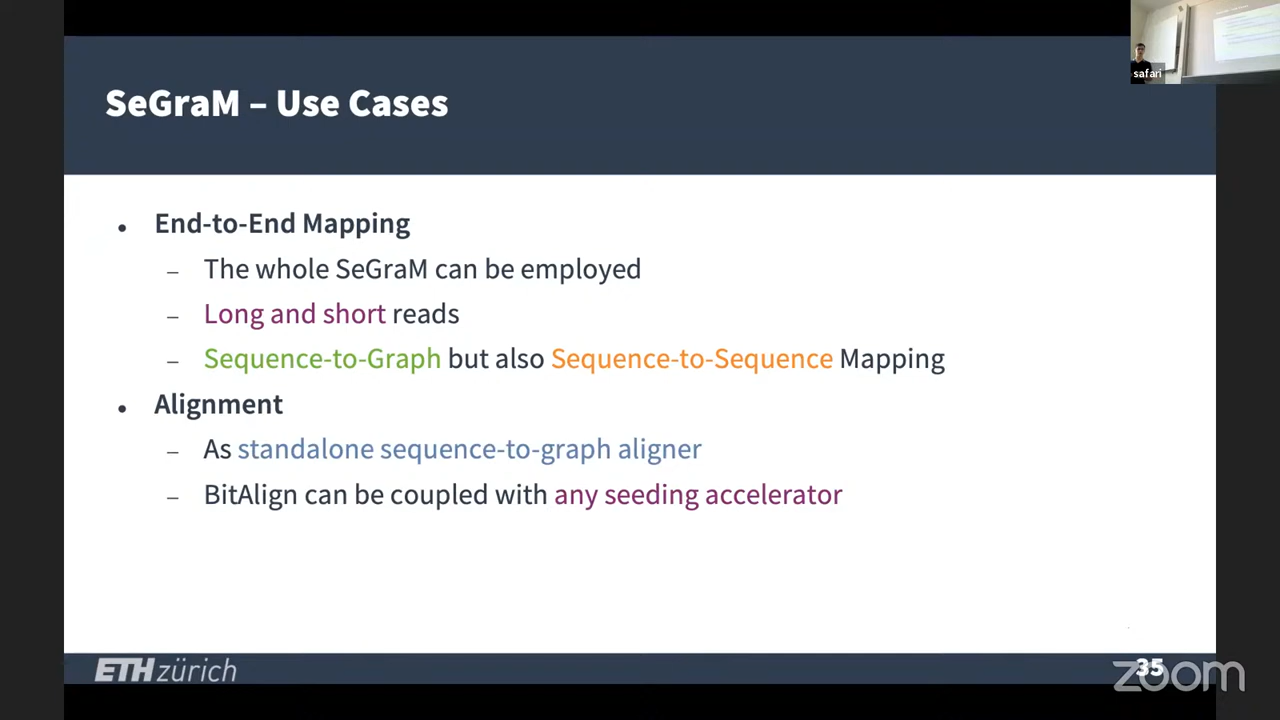 safari
SeGraM – Use Cases
• End-to-End Mapping
– The whole SeGraM can be employed
– Long and short reads
– Sequence-to-Graph but also Sequence-to-Sequence Mapping
• Alignment
– As standalone sequence-to-graph aligner
– BitAlign can be coupled with any seeding accelerator
ETH zürich
35
zoom